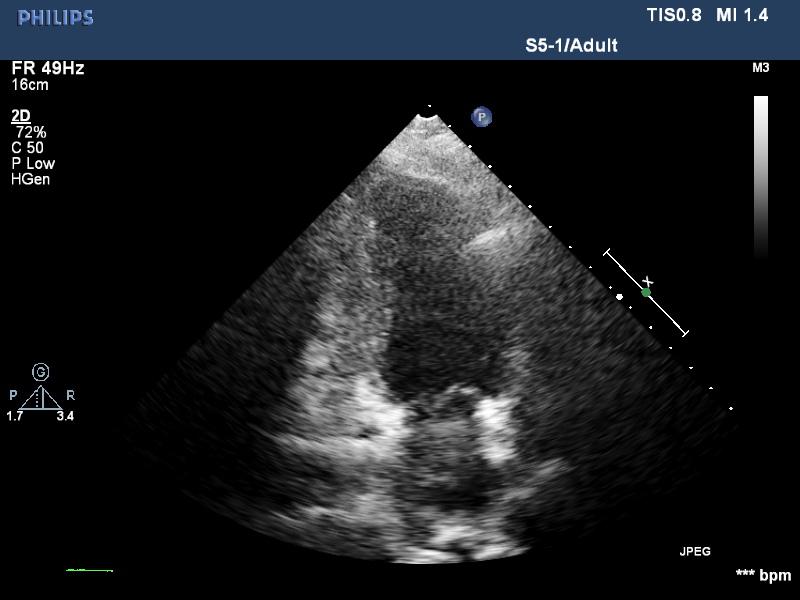 PHILIPS
TIS0.8 MI 1.4
S5-1/Adult
FR 49Hz
16cm
M3
2D
72%
C 50
P Low
HGen
P
G
P R
1.7 3.4
X
JPEG
*** bpm